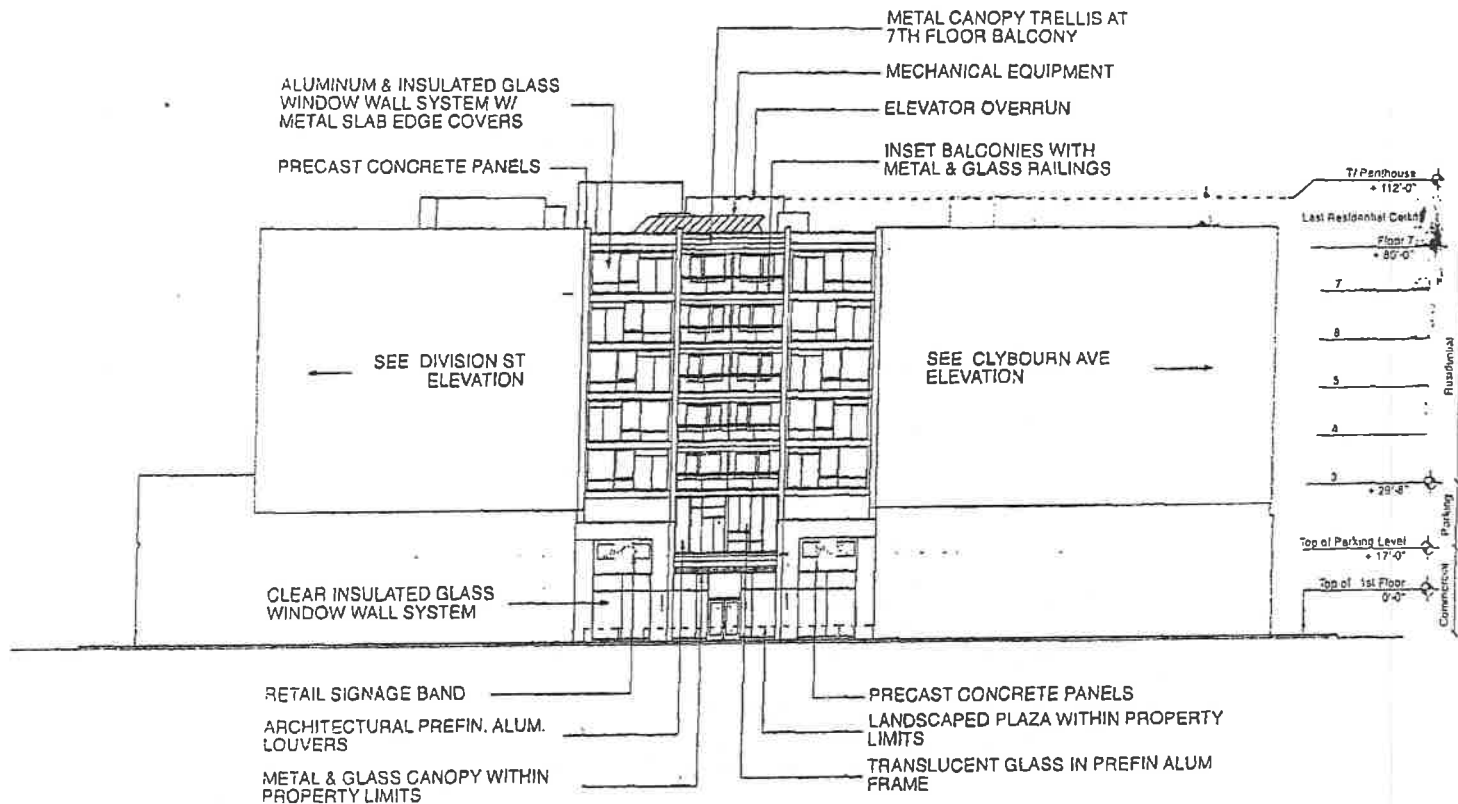 METAL CANOPY TRELLIS AT
7TH FLOOR BALCONY
MECHANICAL EQUIPMENT
ELEVATOR OVERRUN
INSET BALCONIES WITH
METAL & GLASS RAILINGS
ALUMINUM & INSULATED GLASS
WINDOW WALL SYSTEM W/
METAL SLAB EDGE COVERS
PRECAST CONCRETE PANELS
T/ Penthouse
+ 112'-0"
Last Residential
Floor 7
+ 80'-0"
7
5
4
3
+ 29'-8"
Residential
Parking
Commercial
Top of Parking Level
+ 17'-0"
Top of 1st Floor
0'-0"
SEE DIVISION ST
ELEVATION
SEE CLYBOURN AVE
ELEVATION
CLEAR INSULATED GLASS
WINDOW WALL SYSTEM
RETAIL SIGNAGE BAND
ARCHITECTURAL PREFIN. ALUM.
LOUVERS
METAL & GLASS CANOPY WITHIN
PROPERTY LIMITS
PRECAST CONCRETE PANELS
LANDSCAPED PLAZA WITHIN PROPERTY
LIMITS
TRANSLUCENT GLASS IN PREFIN ALUM
FRAME